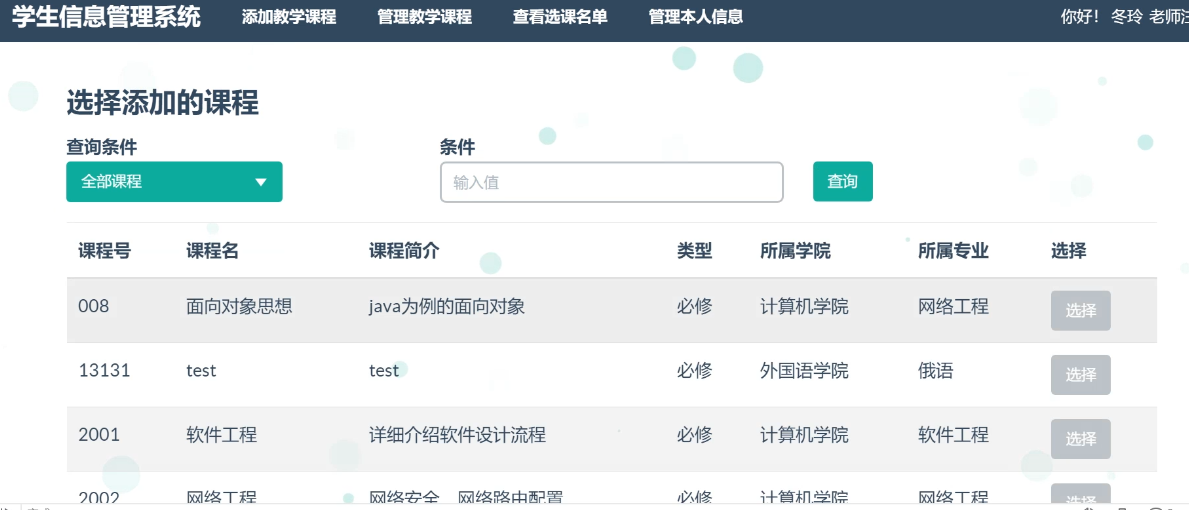 学生信息管理系统 添加教学课程 管理教学课程 查看选课名单 管理本人信息 你好！ 冬玲 老师
选择添加的课程
查询条件 条件
全部课程 输入值 查询
课程号 课程名 课程简介 类型 所属学院 所属专业 选择
008 面向对象思想 java为例的面向对象 必修 计算机学院 网络工程 选择
13131 test test 必修 外国语学院 俄语 选择
2001 软件工程 详细介绍软件设计流程 必修 计算机学院 软件工程 选择
2002 网络工程 网络安全、网络路由配置 必修 计算机学院 网络工程 选择